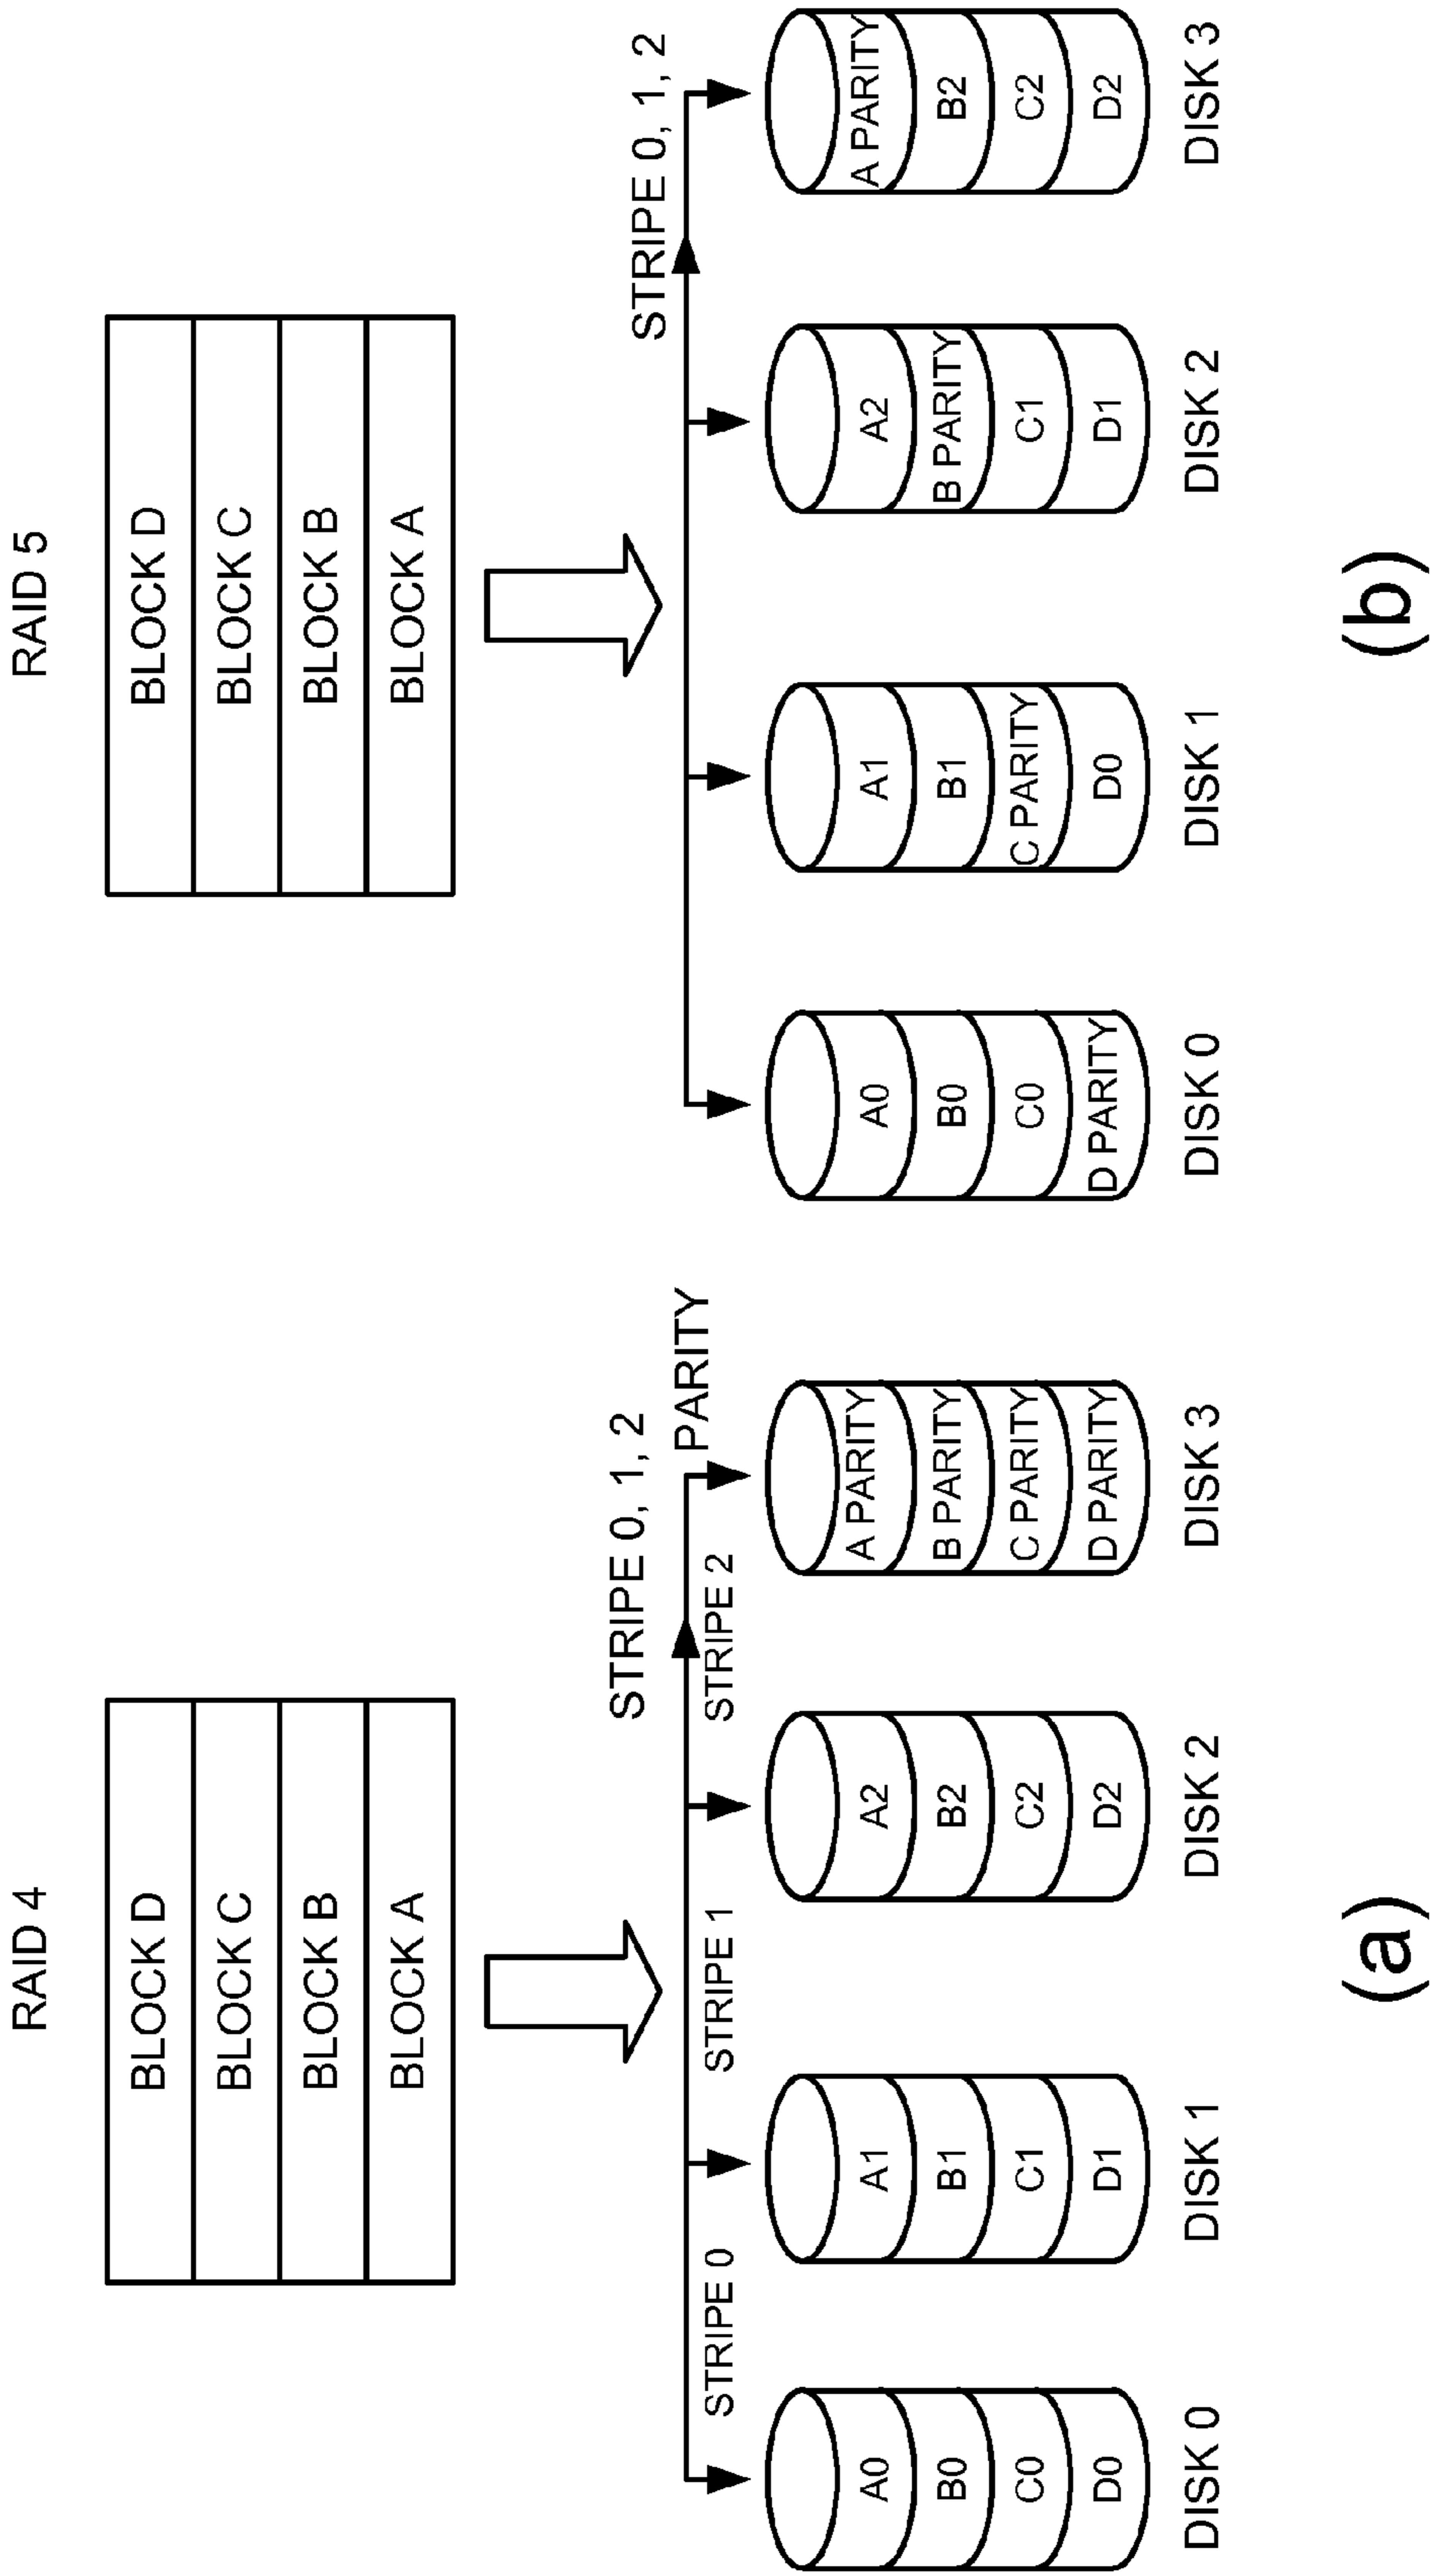 RAID 4
BLOCK D
BLOCK C
BLOCK B
BLOCK A
STRIPE 0, 1, 2
PARITY
STRIPE 0
STRIPE 1
STRIPE 2
A0
B0
C0
D0
DISK 0
A1
B1
C1
D1
DISK 1
A2
B2
C2
D2
DISK 2
A PARITY
B PARITY
C PARITY
D PARITY
DISK 3
(a)
RAID 5
BLOCK D
BLOCK C
BLOCK B
BLOCK A
STRIPE 0, 1, 2
A0
B0
C0
D PARITY
DISK 0
A1
B1
C PARITY
D0
DISK 1
A2
B PARITY
C1
D1
DISK 2
A PARITY
B2
C2
D2
DISK 3
(b)